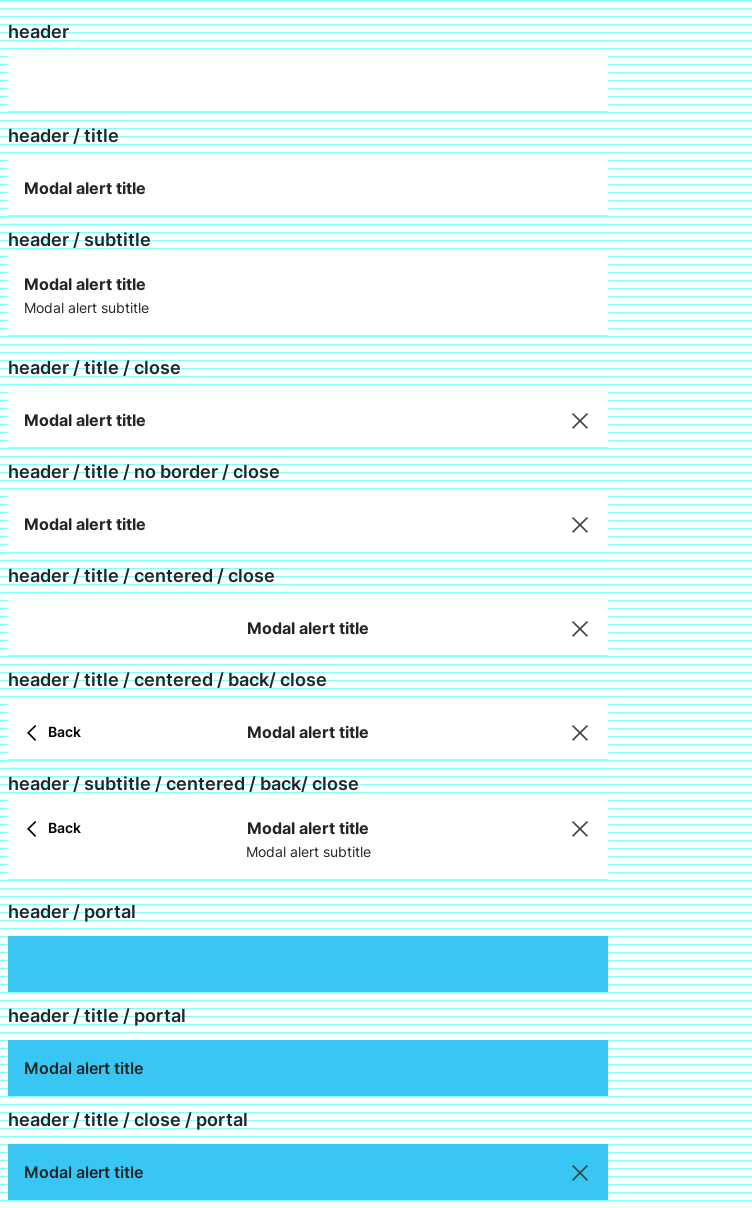 header
header / title
Modal alert title
header / subtitle
Modal alert title
Modal alert subtitle
header / title / close
Modal alert title
header / title / no border / close
Modal alert title
header / title / centered / close
Modal alert title
header / title / centered / back/ close
Back Modal alert title
header / subtitle / centered / back/ close
Back Modal alert title
Modal alert subtitle
header / portal
header / title / portal
Modal alert title
header / title / close / portal
Modal alert title